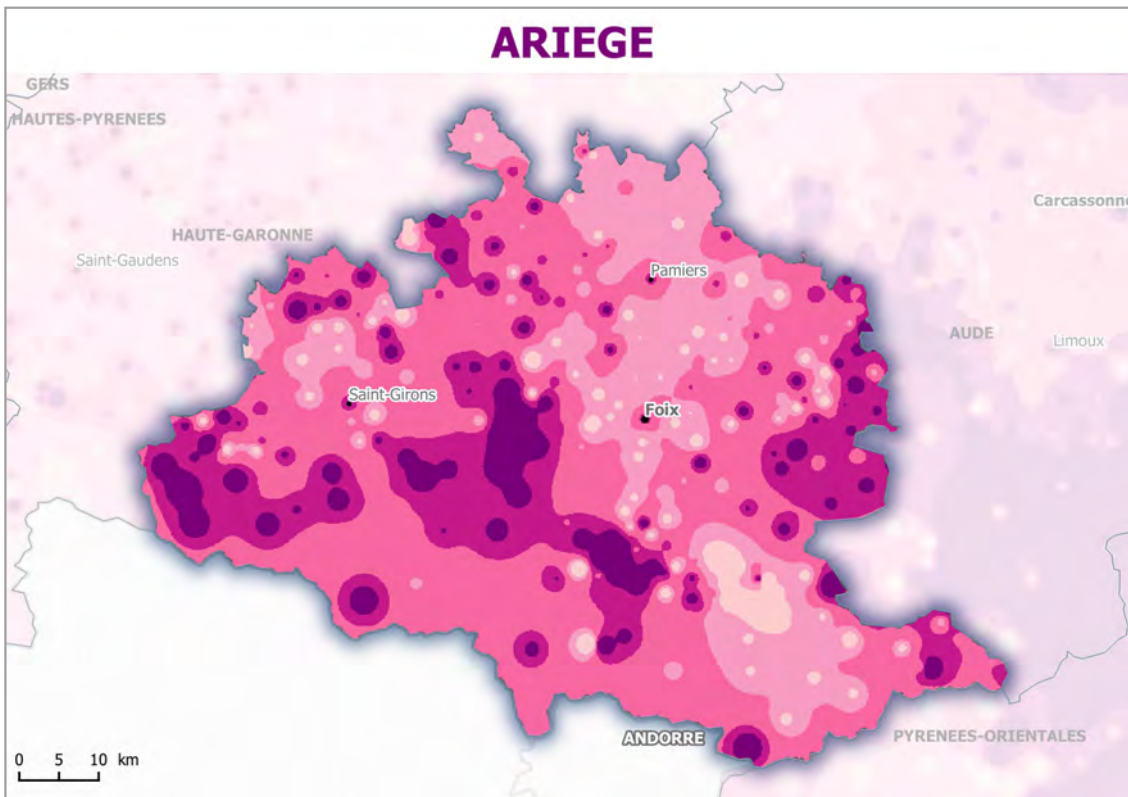 ARIEGE
GERS
HAUTES-PYRENEES
Carcassonne
HAUTE-GARONNE
Saint-Gaudens
Pamiers
AUDE
Limoux
Saint-Girons
Foix
ANDORRE
PYRENEES-ORIENTALES
0 5 10 km